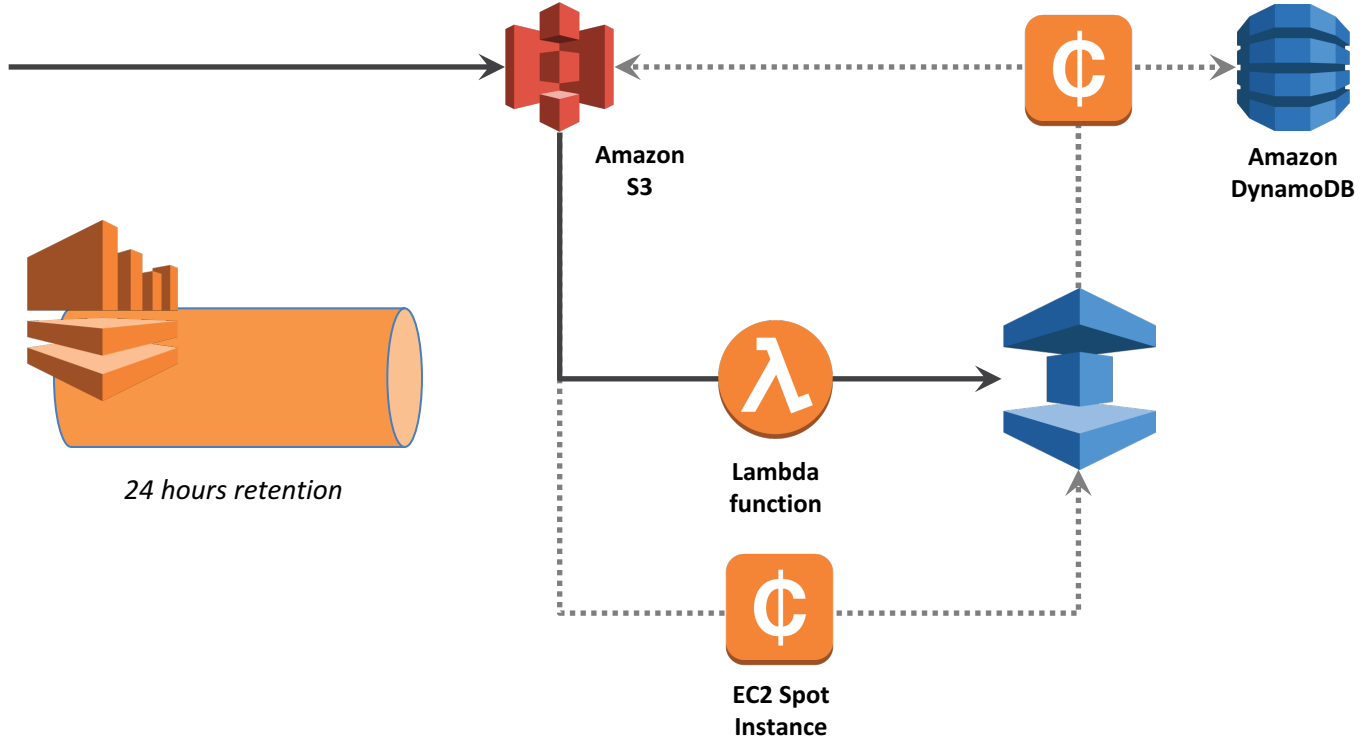 Amazon
S3
Amazon
DynamoDB
24 hours retention
λ
Lambda
function
₵
EC2 Spot
Instance
₵